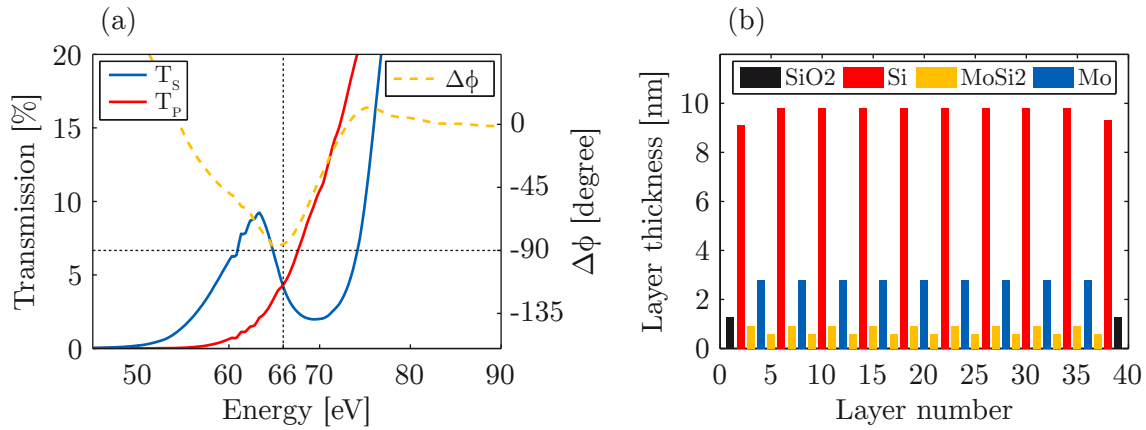 (a)
T_S
T_P
Δϕ
Transmission [%]
20
15
10
5
0
50
60
66
70
80
90
Energy [eV]
0
-45
-90
-135
Δϕ [degree]
(b)
SiO2
Si
MoSi2
Mo
Layer thickness [nm]
10
8
6
4
2
0
0
5
10
15
20
25
30
35
40
Layer number